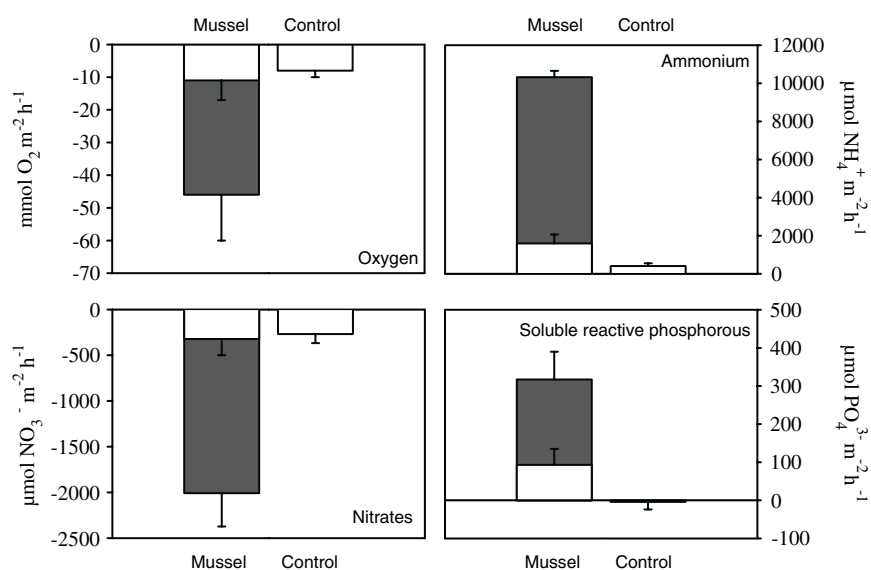 Mussel Control
Mussel Control
0
-10
-20
-30
-40
-50
-60
-70
mmol O₂ m⁻² h⁻¹
Oxygen
12000
10000
8000
6000
4000
2000
0
µmol NH₄⁺ m⁻² h⁻¹
Ammonium
0
-500
-1000
-1500
-2000
-2500
µmol NO₃⁻ m⁻² h⁻¹
Nitrates
500
400
300
200
100
0
-100
µmol PO₄³⁻ m⁻² h⁻¹
Soluble reactive phosphorous
Mussel Control
Mussel Control